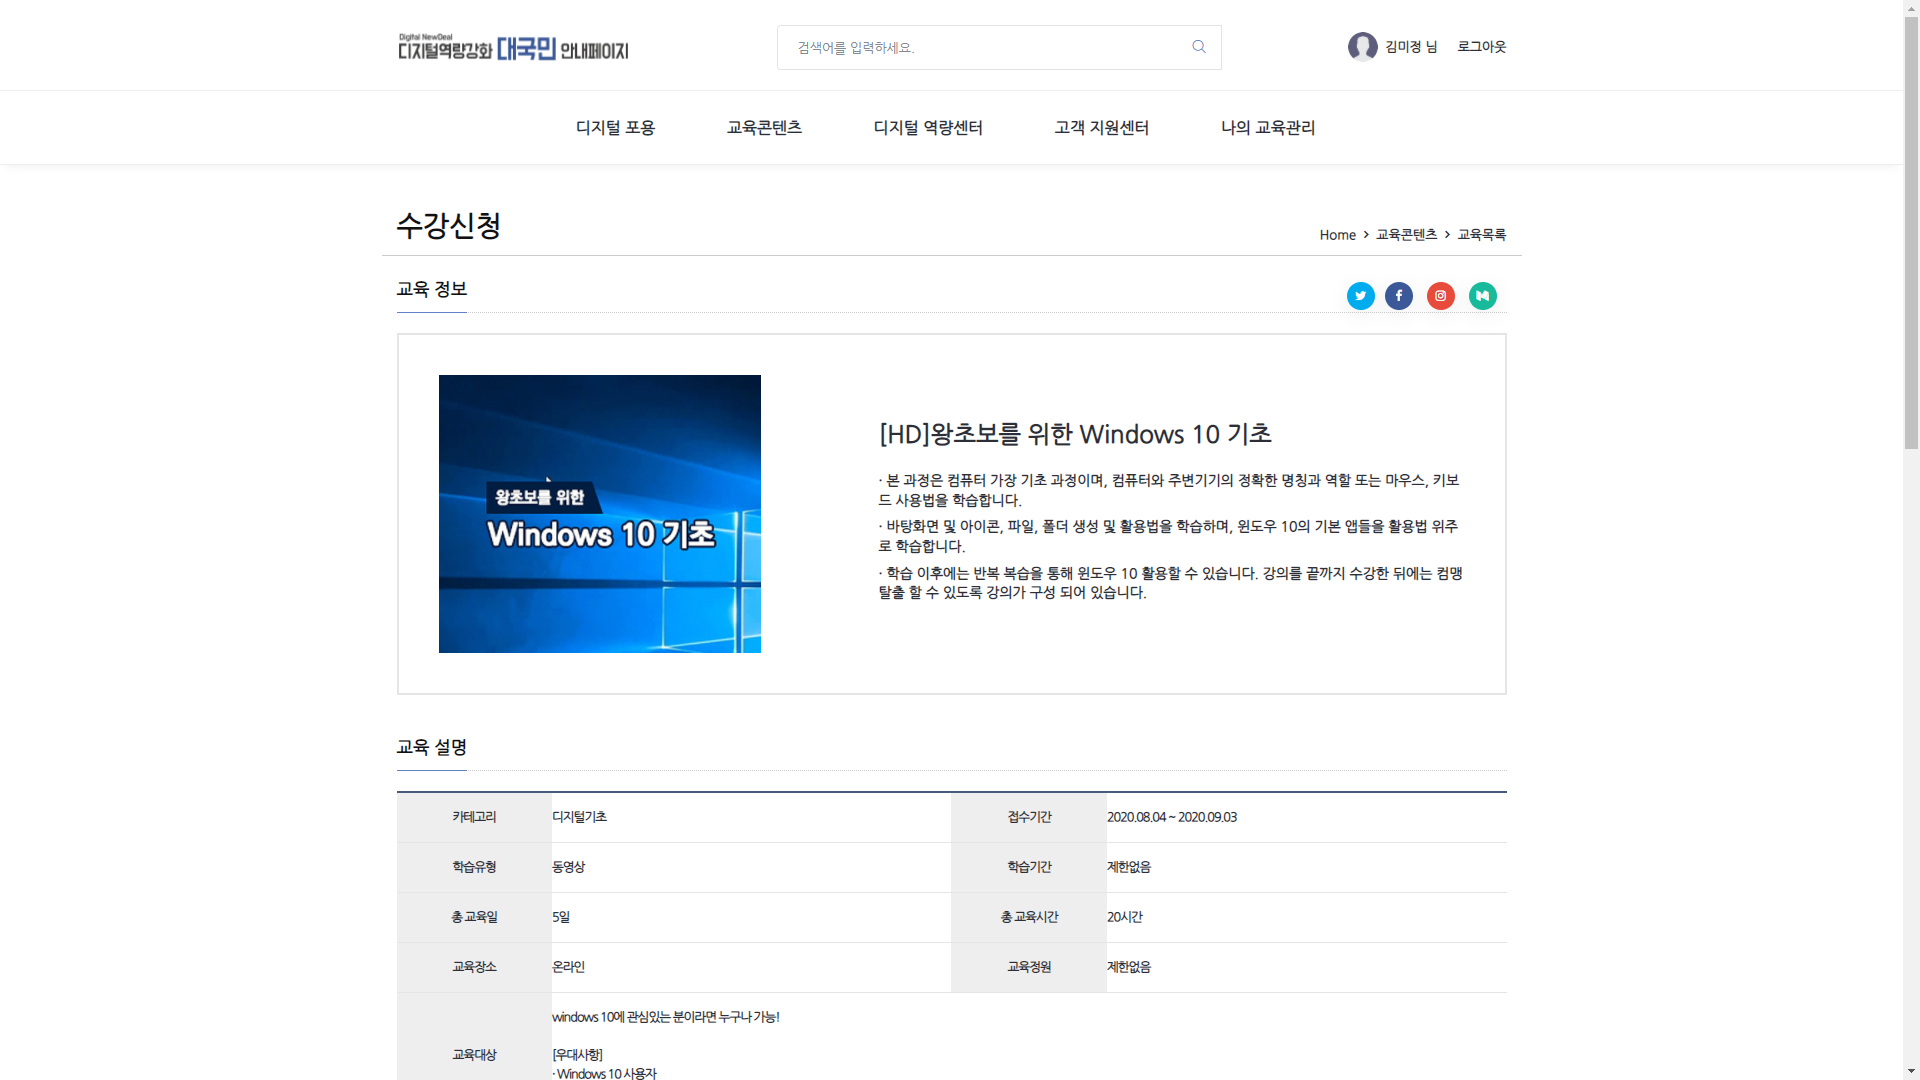 Digital NewDeal
디지털역량강화 대국민 안내페이지
검색어를 입력하세요.
김미경 님 로그아웃
디지털 포용 교육콘텐츠 디지털 역량센터 고객 지원센터 나의 교육관리
수강신청
Home > 교육콘텐츠 > 교육목록
교육 정보
왕초보를 위한
Windows 10 기초
[HD]왕초보를 위한 Windows 10 기초
· 본 과정은 컴퓨터 가장 기초 과정이며, 컴퓨터와 주변기기의 정확한 명칭과 역할 또는 마우스, 키보
드 사용법을 학습합니다.
· 바탕화면 및 아이콘, 파일, 폴더 생성 및 활용법을 학습하며, 윈도우 10의 기본 앱들을 활용법 위주
로 학습합니다.
· 학습 이후에는 반복 복습을 통해 윈도우 10 활용할 수 있습니다. 강의를 끝까지 수강한 뒤에는 컴맹
탈출 할 수 있도록 강의가 구성 되어 있습니다.
교육 설명
카테고리 디지털기초 접수기간 2020.08.04 ~ 2020.09.03
학습유형 동영상 학습기간 제한없음
총 교육일 5일 총 교육시간 20시간
교육장소 온라인 교육정원 제한없음
windows 10에 관심있는 분이라면 누구나 가능!
교육대상 [우대사항]
· Windows 10 사용자